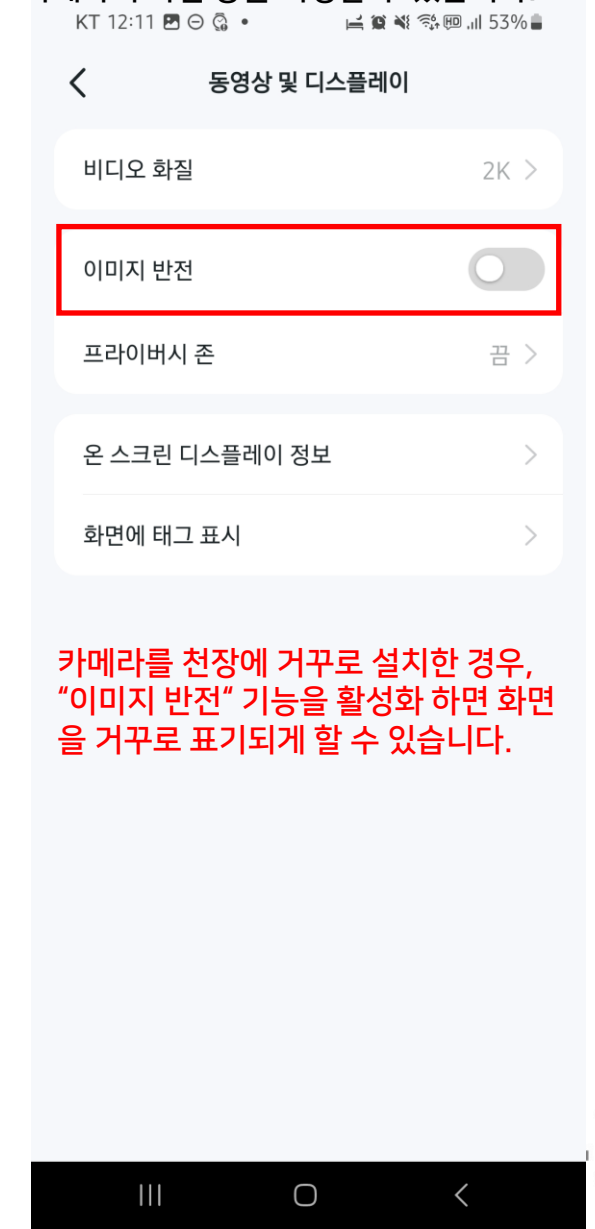 KT 12:11 53%
동영상 및 디스플레이
비디오 화질 2K
이미지 반전
프라이버시 존 끔
온 스크린 디스플레이 정보
화면에 태그 표시
카메라를 천장에 거꾸로 설치한 경우,
“이미지 반전“ 기능을 활성화 하면 화면
을 거꾸로 표기되게 할 수 있습니다.